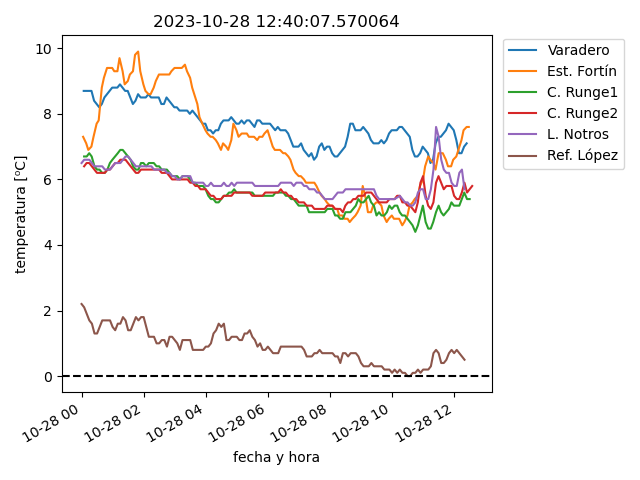 2023-10-28 12:40:07.570064
temperatura [ºC]
10
8
6
4
2
0
10-28 00
10-28 02
10-28 04
10-28 06
10-28 08
10-28 10
10-28 12
fecha y hora
Varadero
Est. Fortín
C. Runge1
C. Runge2
L. Notros
Ref. López